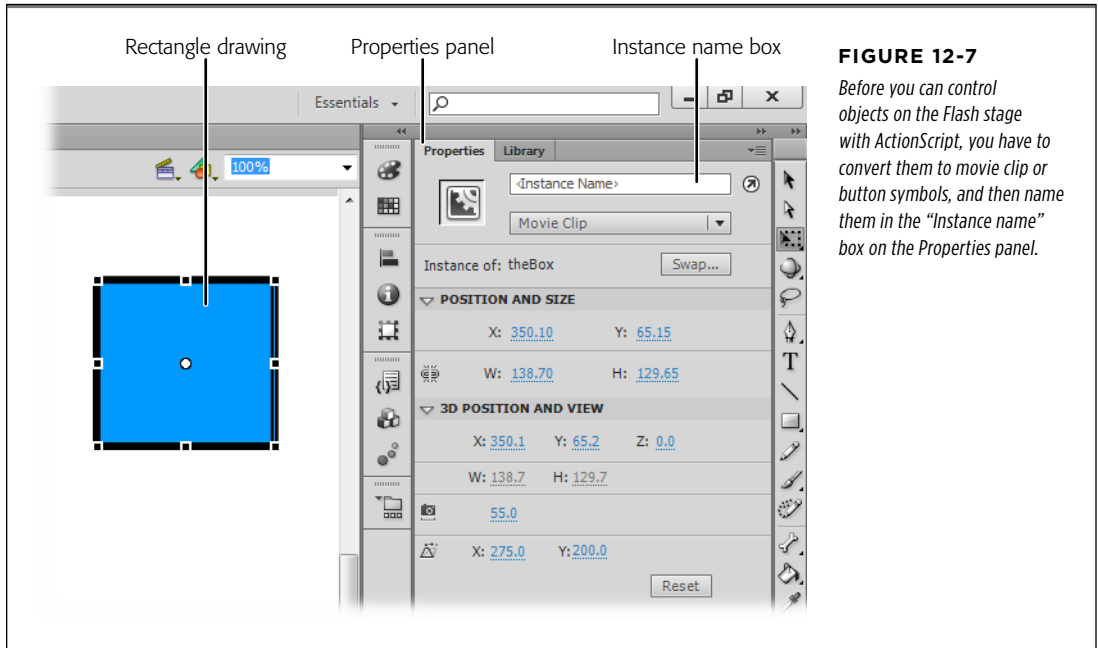 Rectangle drawing Properties panel Instance name box
FIGURE 12-7
Before you can control
objects on the Flash stage
with ActionScript, you have to
convert them to movie clip or
button symbols, and then name
them in the “Instance name”
box on the Properties panel.
Essentials
100%
Properties Library
<Instance Name>
Movie Clip
Instance of: theBox Swap...
POSITION AND SIZE
X: 350.10 Y: 65.15
W: 138.70 H: 129.65
3D POSITION AND VIEW
X: 350.1 Y: 65.2 Z: 0.0
W: 138.7 H: 129.7
55.0
X: 275.0 Y: 200.0
Reset